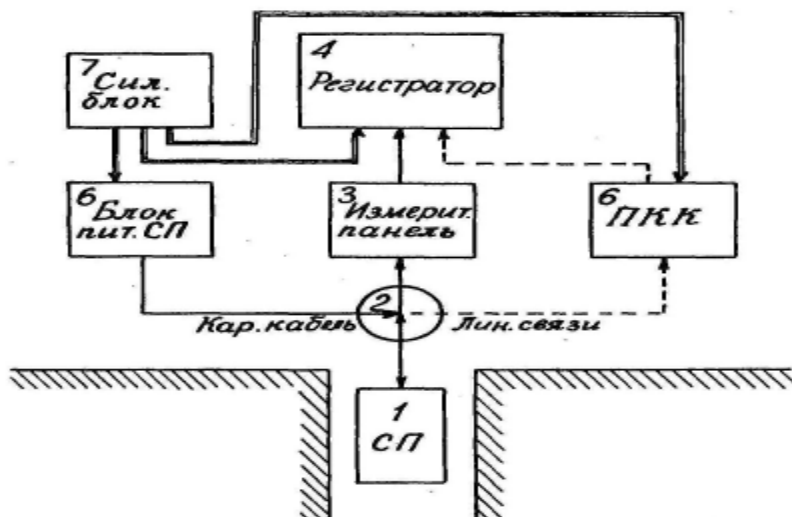 7
Сил.
блок
4
Регистратор
6
Блок
пит. СП
3
Измерит.
панель
6
ПКК
2
Кар. кабель
Лин. связи
1
СП